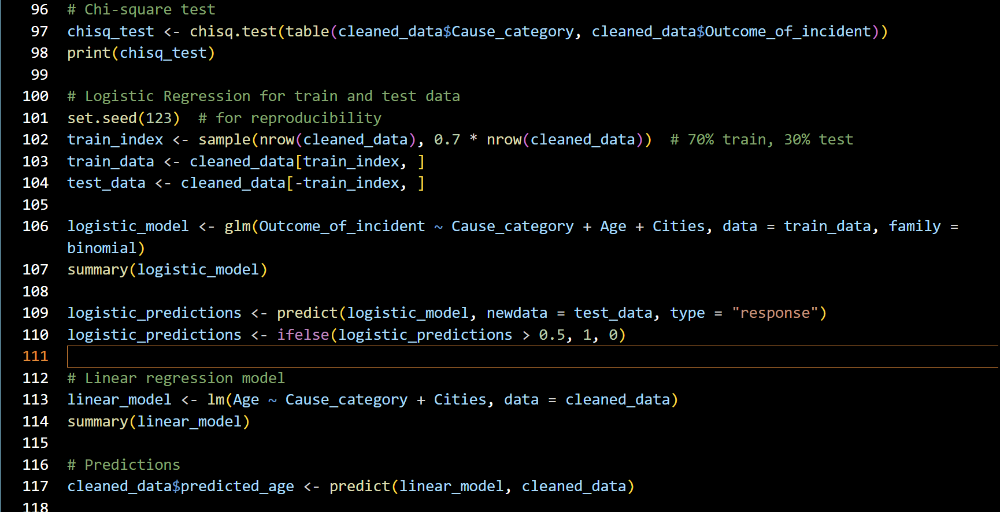 96 # Chi-square test
97 chisq_test <- chisq.test(table(cleaned_data$Cause_category, cleaned_data$Outcome_of_incident))
98 print(chisq_test)
99
100 # Logistic Regression for train and test data
101 set.seed(123)  # for reproducibility
102 train_index <- sample(nrow(cleaned_data), 0.7 * nrow(cleaned_data))  # 70% train, 30% test
103 train_data <- cleaned_data[train_index, ]
104 test_data <- cleaned_data[-train_index, ]
105
106 logistic_model <- glm(Outcome_of_incident ~ Cause_category + Age + Cities, data = train_data, family =
binomial)
107 summary(logistic_model)
108
109 logistic_predictions <- predict(logistic_model, newdata = test_data, type = "response")
110 logistic_predictions <- ifelse(logistic_predictions > 0.5, 1, 0)
111
112 # Linear regression model
113 linear_model <- lm(Age ~ Cause_category + Cities, data = cleaned_data)
114 summary(linear_model)
115
116 # Predictions
117 cleaned_data$predicted_age <- predict(linear_model, cleaned_data)
118